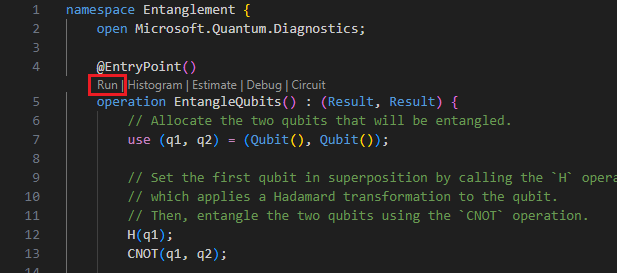 1 namespace Entanglement {
2 open Microsoft.Quantum.Diagnostics;
3
4 @EntryPoint()
Run | Histogram | Estimate | Debug | Circuit
5 operation EntangleQubits() : (Result, Result) {
6 // Allocate the two qubits that will be entangled.
7 use (q1, q2) = (Qubit(), Qubit());
8
9 // Set the first qubit in superposition by calling the `H` opera
10 // which applies a Hadamard transformation to the qubit.
11 // Then, entangle the two qubits using the `CNOT` operation.
12 H(q1);
13 CNOT(q1, q2);
14